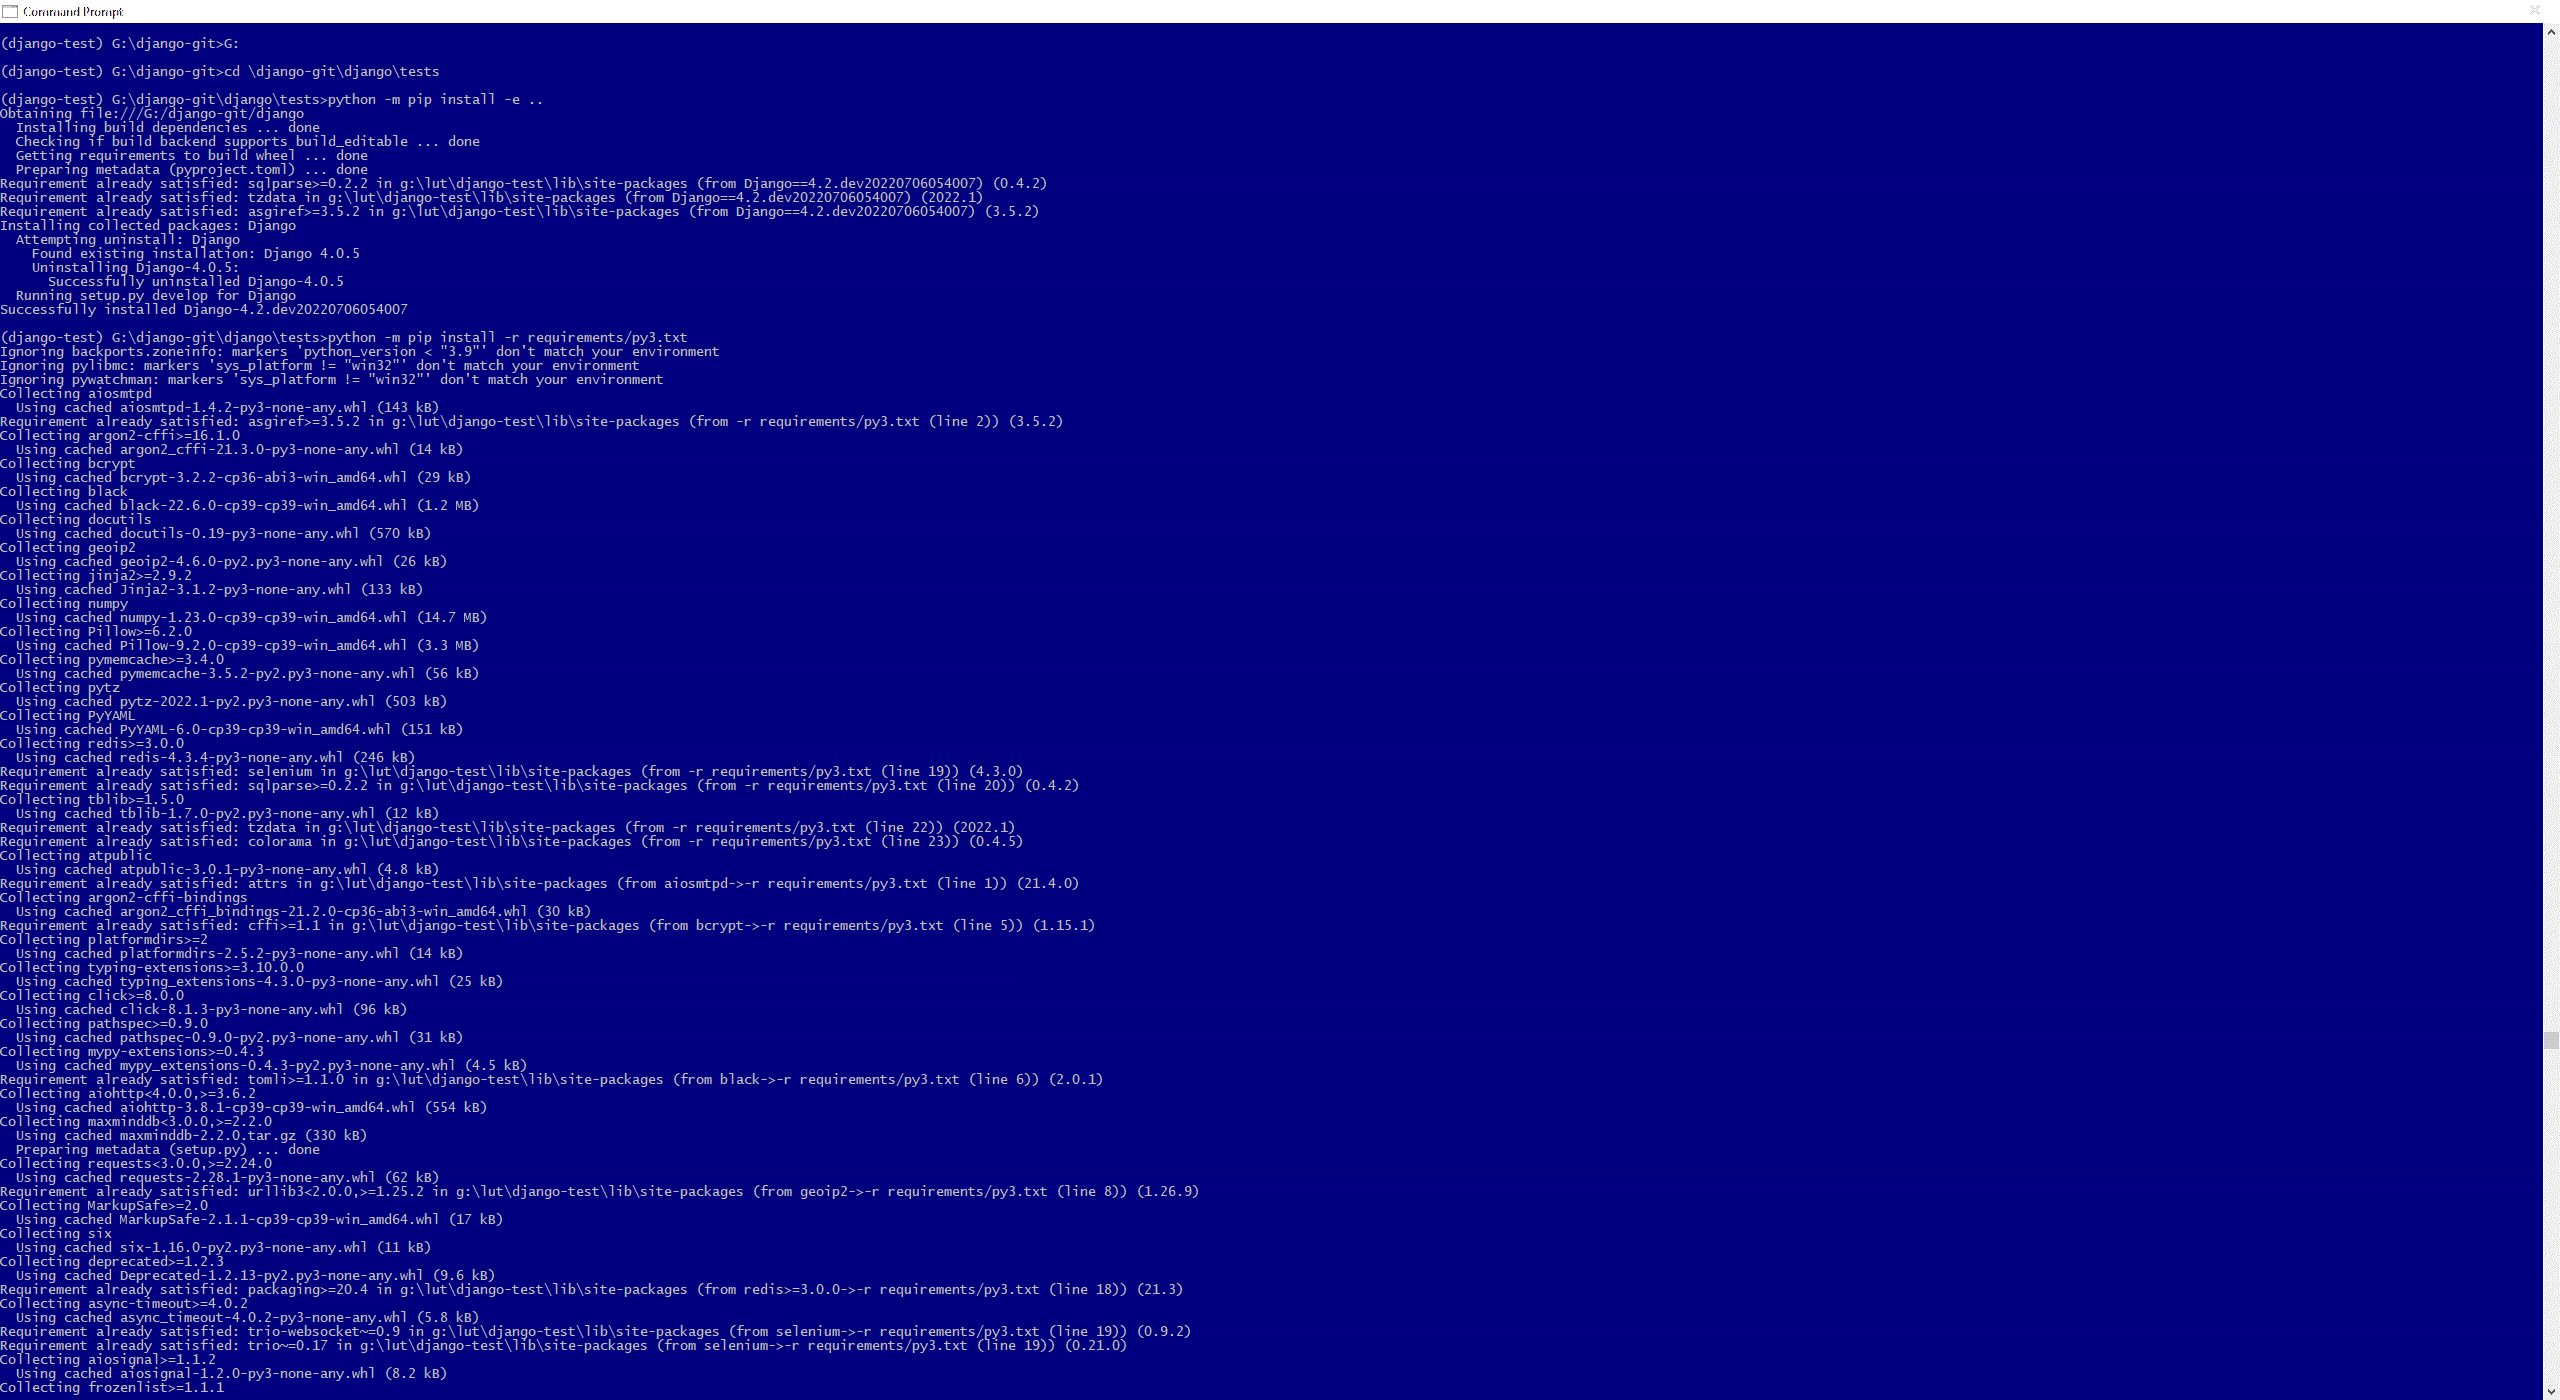 Command Prompt
(django-test) G:\django-git>G:
(django-test) G:\django-git>cd \django-git\django\tests
(django-test) G:\django-git\django\tests>python -m pip install -e ..
Obtaining file:///G:/django-git/django
  Installing build dependencies ... done
  Checking if build backend supports build_editable ... done
  Getting requirements to build wheel ... done
  Preparing metadata (pyproject.toml) ... done
Requirement already satisfied: sqlparse>=0.2.2 in g:\lut\django-test\lib\site-packages (from Django==4.2.dev20220706054007) (0.4.2)
Requirement already satisfied: tzdata in g:\lut\django-test\lib\site-packages (from Django==4.2.dev20220706054007) (2022.1)
Requirement already satisfied: asgiref>=3.5.2 in g:\lut\django-test\lib\site-packages (from Django==4.2.dev20220706054007) (3.5.2)
Installing collected packages: Django
  Attempting uninstall: Django
    Found existing installation: Django 4.0.5
    Uninstalling Django-4.0.5:
      Successfully uninstalled Django-4.0.5
  Running setup.py develop for Django
Successfully installed Django-4.2.dev20220706054007
(django-test) G:\django-git\django\tests>python -m pip install -r requirements/py3.txt
Ignoring backports.zoneinfo: markers 'python_version < "3.9"' don't match your environment
Ignoring pylibmc: markers 'sys_platform != "win32"' don't match your environment
Ignoring pywatchman: markers 'sys_platform != "win32"' don't match your environment
Collecting aiosmtpd
  Using cached aiosmtpd-1.4.2-py3-none-any.whl (143 kB)
Requirement already satisfied: asgiref>=3.5.2 in g:\lut\django-test\lib\site-packages (from -r requirements/py3.txt (line 2)) (3.5.2)
Collecting argon2-cffi>=16.1.0
  Using cached argon2_cffi-21.3.0-py3-none-any.whl (14 kB)
Collecting bcrypt
  Using cached bcrypt-3.2.2-cp36-abi3-win_amd64.whl (29 kB)
Collecting black
  Using cached black-22.6.0-cp39-cp39-win_amd64.whl (1.2 MB)
Collecting docutils
  Using cached docutils-0.19-py3-none-any.whl (570 kB)
Collecting geoip2
  Using cached geoip2-4.6.0-py2.py3-none-any.whl (26 kB)
Collecting jinja2>=2.9.2
  Using cached Jinja2-3.1.2-py3-none-any.whl (133 kB)
Collecting numpy
  Using cached numpy-1.23.0-cp39-cp39-win_amd64.whl (14.7 MB)
Collecting Pillow>=6.2.0
  Using cached Pillow-9.2.0-cp39-cp39-win_amd64.whl (3.3 MB)
Collecting pymemcache>=3.4.0
  Using cached pymemcache-3.5.2-py2.py3-none-any.whl (56 kB)
Collecting pytz
  Using cached pytz-2022.1-py2.py3-none-any.whl (503 kB)
Collecting PyYAML
  Using cached PyYAML-6.0-cp39-cp39-win_amd64.whl (151 kB)
Collecting redis>=3.0.0
  Using cached redis-4.3.4-py3-none-any.whl (246 kB)
Requirement already satisfied: selenium in g:\lut\django-test\lib\site-packages (from -r requirements/py3.txt (line 19)) (4.3.0)
Requirement already satisfied: sqlparse>=0.2.2 in g:\lut\django-test\lib\site-packages (from -r requirements/py3.txt (line 20)) (0.4.2)
Collecting tblib>=1.5.0
  Using cached tblib-1.7.0-py2.py3-none-any.whl (12 kB)
Requirement already satisfied: tzdata in g:\lut\django-test\lib\site-packages (from -r requirements/py3.txt (line 22)) (2022.1)
Requirement already satisfied: colorama in g:\lut\django-test\lib\site-packages (from -r requirements/py3.txt (line 23)) (0.4.5)
Collecting atpublic
  Using cached atpublic-3.0.1-py3-none-any.whl (4.8 kB)
Requirement already satisfied: attrs in g:\lut\django-test\lib\site-packages (from aiosmtpd->-r requirements/py3.txt (line 1)) (21.4.0)
Collecting argon2-cffi-bindings
  Using cached argon2_cffi_bindings-21.2.0-cp36-abi3-win_amd64.whl (30 kB)
Requirement already satisfied: cffi>=1.1 in g:\lut\django-test\lib\site-packages (from bcrypt->-r requirements/py3.txt (line 5)) (1.15.1)
Collecting platformdirs>=2
  Using cached platformdirs-2.5.2-py3-none-any.whl (14 kB)
Collecting typing-extensions>=3.10.0.0
  Using cached typing_extensions-4.3.0-py3-none-any.whl (25 kB)
Collecting click>=8.0.0
  Using cached click-8.1.3-py3-none-any.whl (96 kB)
Collecting pathspec>=0.9.0
  Using cached pathspec-0.9.0-py2.py3-none-any.whl (31 kB)
Collecting mypy-extensions>=0.4.3
  Using cached mypy_extensions-0.4.3-py2.py3-none-any.whl (4.5 kB)
Requirement already satisfied: tomli>=1.1.0 in g:\lut\django-test\lib\site-packages (from black->-r requirements/py3.txt (line 6)) (2.0.1)
Collecting aiohttp<4.0.0,>=3.6.2
  Using cached aiohttp-3.8.1-cp39-cp39-win_amd64.whl (554 kB)
Collecting maxminddb<3.0.0,>=2.2.0
  Using cached maxminddb-2.2.0.tar.gz (330 kB)
  Preparing metadata (setup.py) ... done
Collecting requests<3.0.0,>=2.24.0
  Using cached requests-2.28.1-py3-none-any.whl (62 kB)
Requirement already satisfied: urllib3<2.0.0,>=1.25.2 in g:\lut\django-test\lib\site-packages (from geoip2->-r requirements/py3.txt (line 8)) (1.26.9)
Collecting MarkupSafe>=2.0
  Using cached MarkupSafe-2.1.1-cp39-cp39-win_amd64.whl (17 kB)
Collecting six
  Using cached six-1.16.0-py2.py3-none-any.whl (11 kB)
Collecting deprecated>=1.2.3
  Using cached Deprecated-1.2.13-py2.py3-none-any.whl (9.6 kB)
Requirement already satisfied: packaging>=20.4 in g:\lut\django-test\lib\site-packages (from redis>=3.0.0->-r requirements/py3.txt (line 18)) (21.3)
Collecting async-timeout>=4.0.2
  Using cached async_timeout-4.0.2-py3-none-any.whl (5.8 kB)
Requirement already satisfied: trio-websocket~=0.9 in g:\lut\django-test\lib\site-packages (from selenium->-r requirements/py3.txt (line 19)) (0.9.2)
Requirement already satisfied: trio~=0.17 in g:\lut\django-test\lib\site-packages (from selenium->-r requirements/py3.txt (line 19)) (0.21.0)
Collecting aiosignal>=1.1.2
  Using cached aiosignal-1.2.0-py3-none-any.whl (8.2 kB)
Collecting frozenlist>=1.1.1